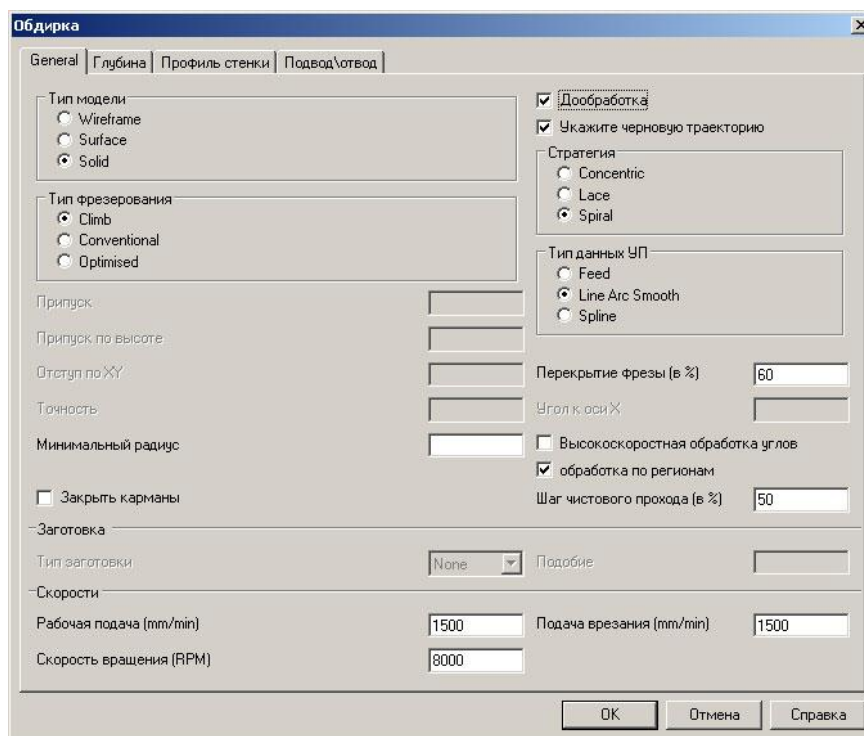 Обдирка
General
Глубина
Профиль стенки
Подвод\отвод
Тип модели
Wireframe
Surface
Solid
Дообработка
Укажите черновую траекторию
Стратегия
Concentric
Lace
Spiral
Тип фрезерования
Climb
Conventional
Optimised
Тип данных УП
Feed
Line Arc Smooth
Spline
Припуск
Припуск по высоте
Отступ по XY
Перекрытие фрезы (в %)
60
Точность
Угол к оси X
Минимальный радиус
Высокоскоростная обработка углов
обработка по регионам
Закрыть карманы
Шаг чистового прохода (в %)
50
Заготовка
Тип заготовки
None
Подобие
Скорости
Рабочая подача (mm/min)
1500
Подача врезания (mm/min)
1500
Скорость вращения (RPM)
8000
OK
Отмена
Справка